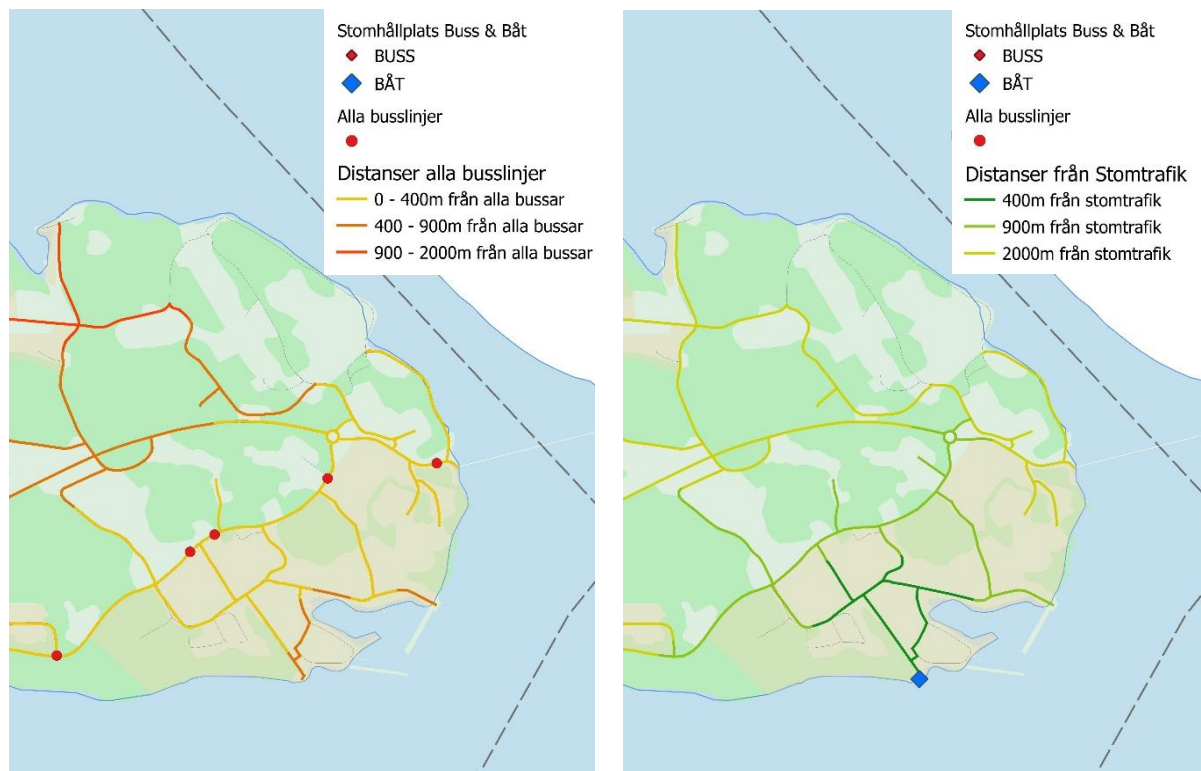 Stomhållplats Buss & Båt
BUSS
BÅT
Alla busslinjer
Distanser alla busslinjer
0 - 400m från alla bussar
400 - 900m från alla bussar
900 - 2000m från alla bussar
Stomhållplats Buss & Båt
BUSS
BÅT
Alla busslinjer
Distanser från Stomtrafik
400m från stomtrafik
900m från stomtrafik
2000m från stomtrafik